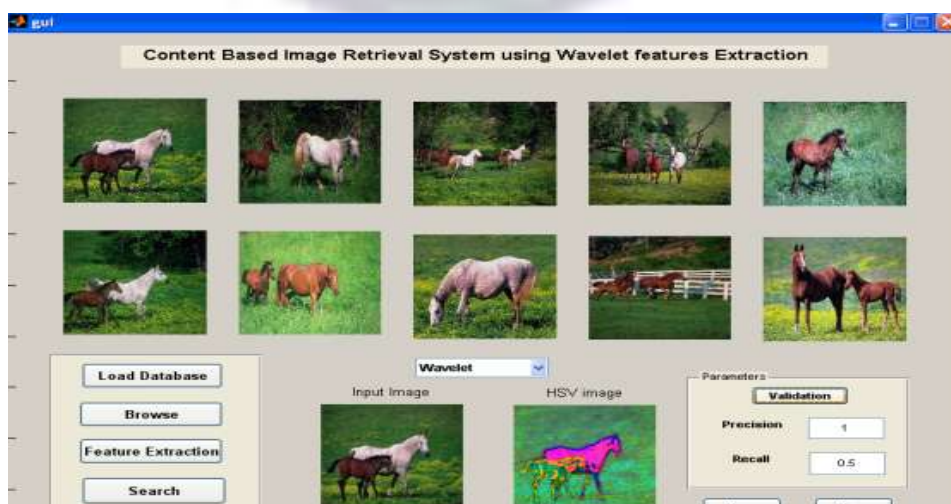 gui
Content Based Image Retrieval System using Wavelet features Extraction
Load Database
Browse
Feature Extraction
Search
Wavelet
Input Image
HSV image
Parameters
Validation
Precision
1
Recall
0.5